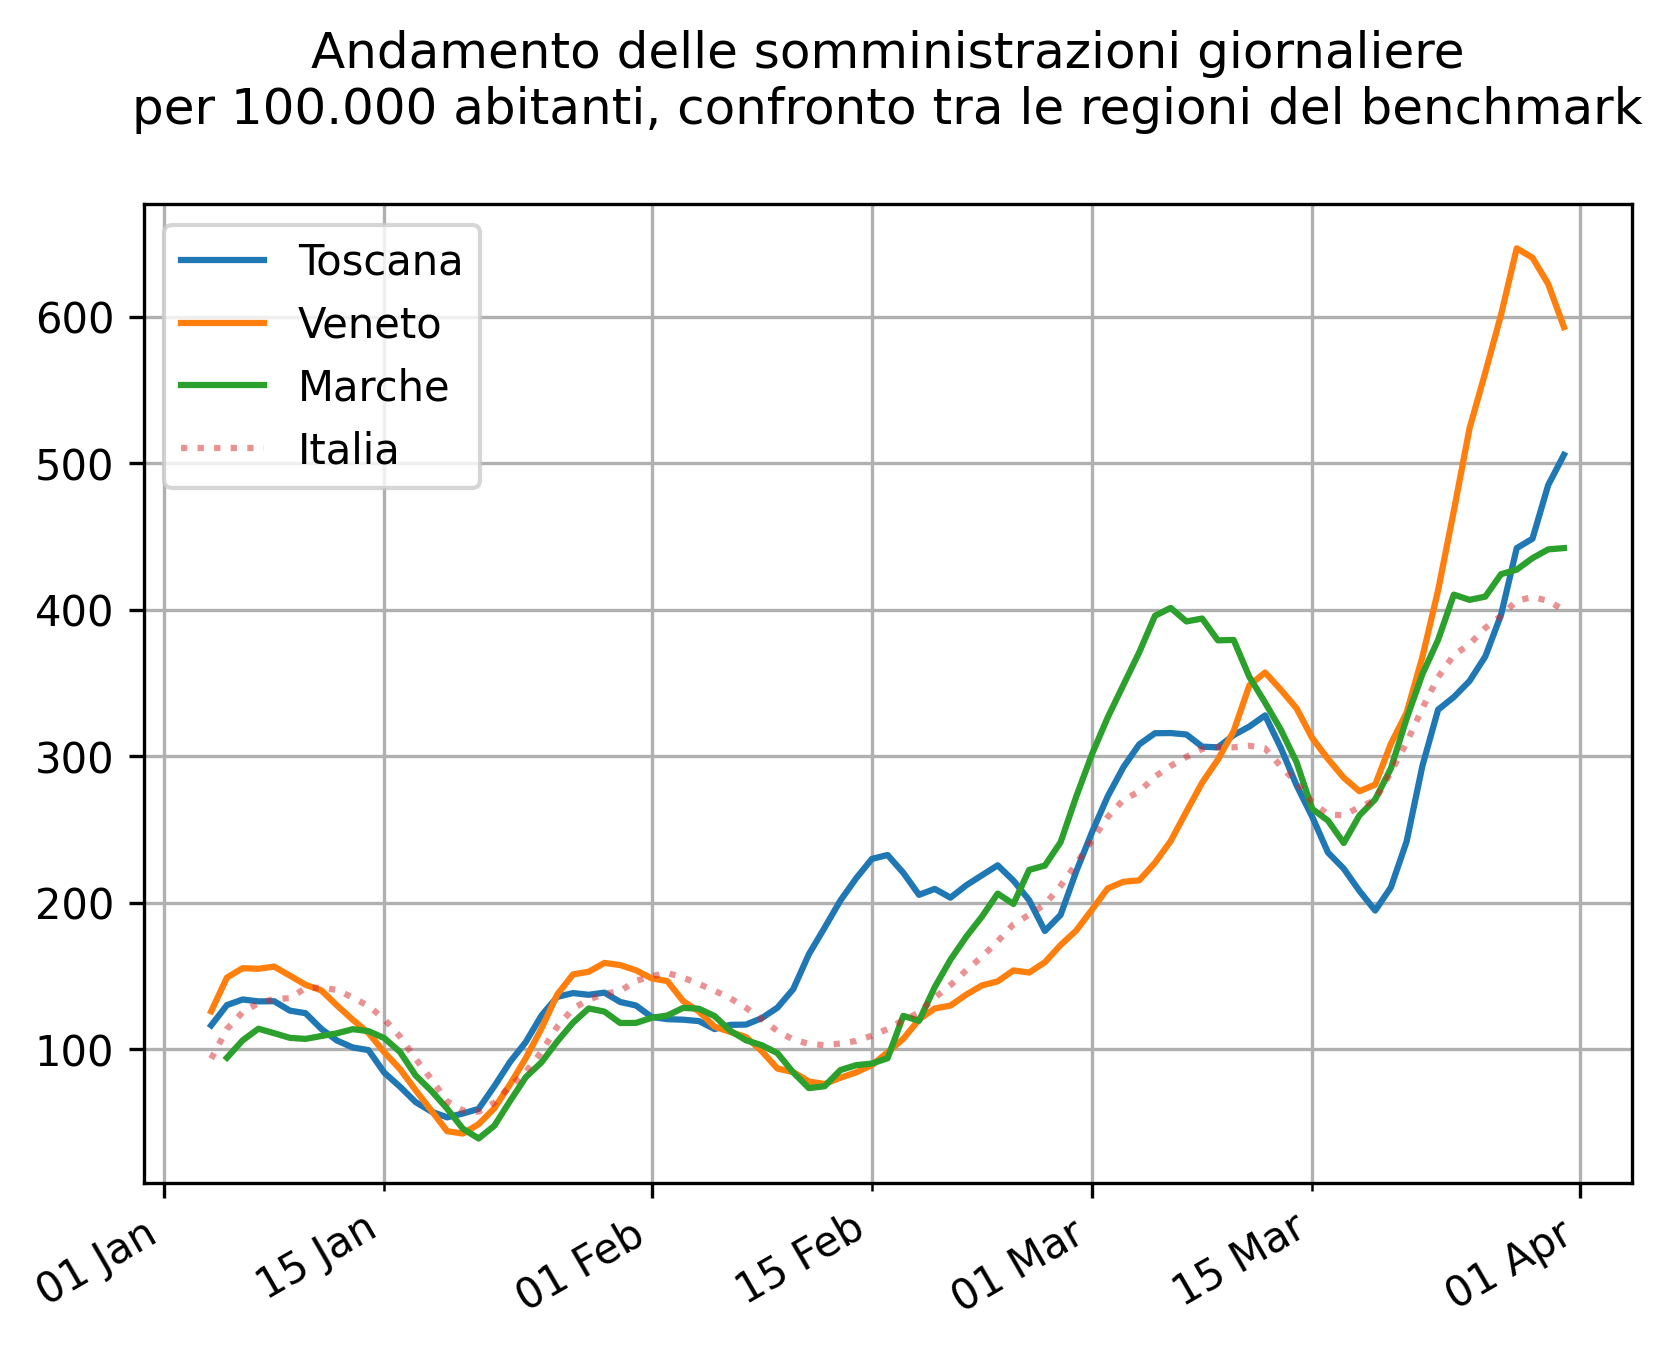 Andamento delle somministrazioni giornaliere
per 100.000 abitanti, confronto tra le regioni del benchmark
Toscana
Veneto
Marche
Italia
600
500
400
300
200
100
01 Jan
15 Jan
01 Feb
15 Feb
01 Mar
15 Mar
01 Apr